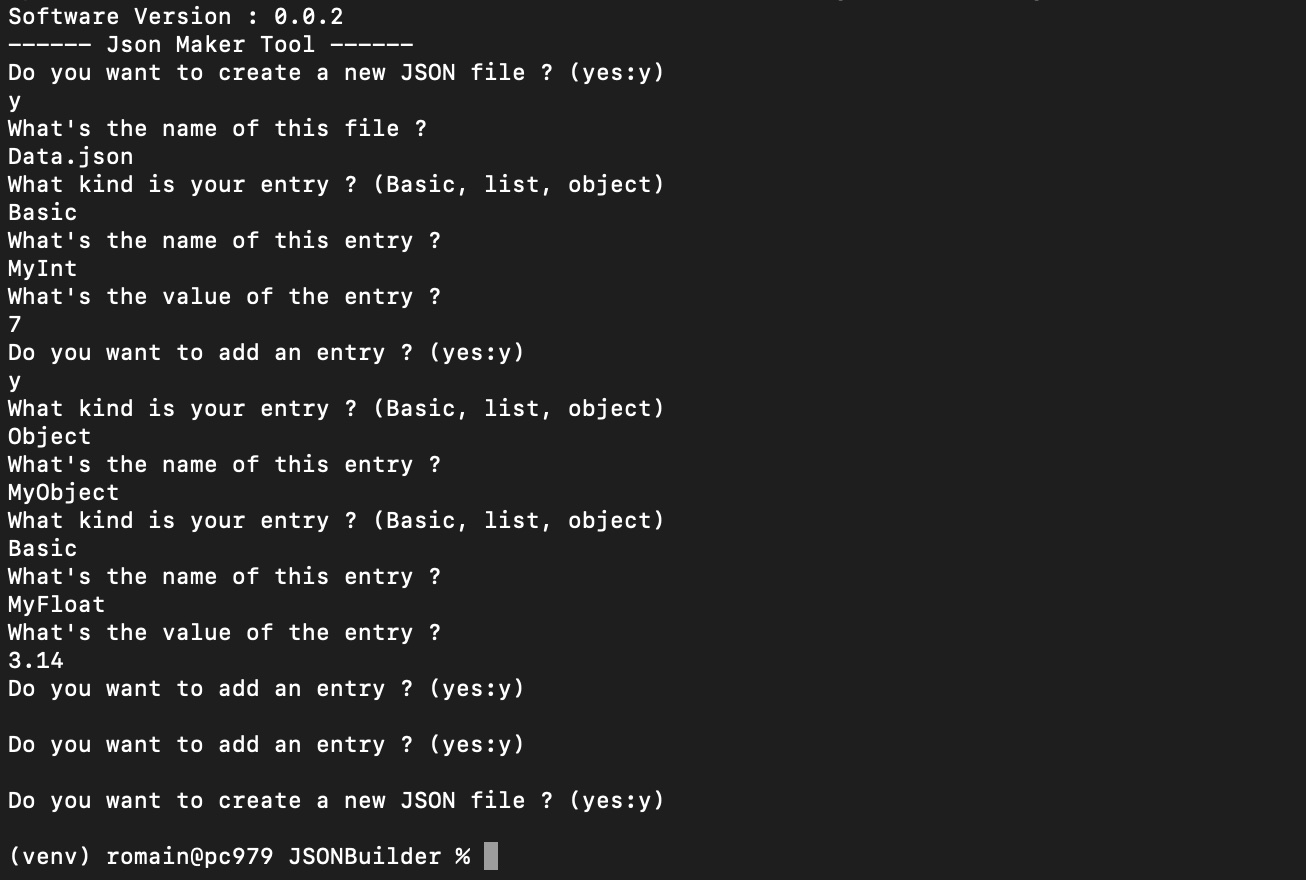 Software Version : 0.0.2
------ Json Maker Tool ------
Do you want to create a new JSON file ? (yes:y)
y
What's the name of this file ?
Data.json
What kind is your entry ? (Basic, list, object)
Basic
What's the name of this entry ?
MyInt
What's the value of the entry ?
7
Do you want to add an entry ? (yes:y)
y
What kind is your entry ? (Basic, list, object)
Object
What's the name of this entry ?
MyObject
What kind is your entry ? (Basic, list, object)
Basic
What's the name of this entry ?
MyFloat
What's the value of the entry ?
3.14
Do you want to add an entry ? (yes:y)
Do you want to add an entry ? (yes:y)
Do you want to create a new JSON file ? (yes:y)
(venv) romain@pc979 JSONBuilder %